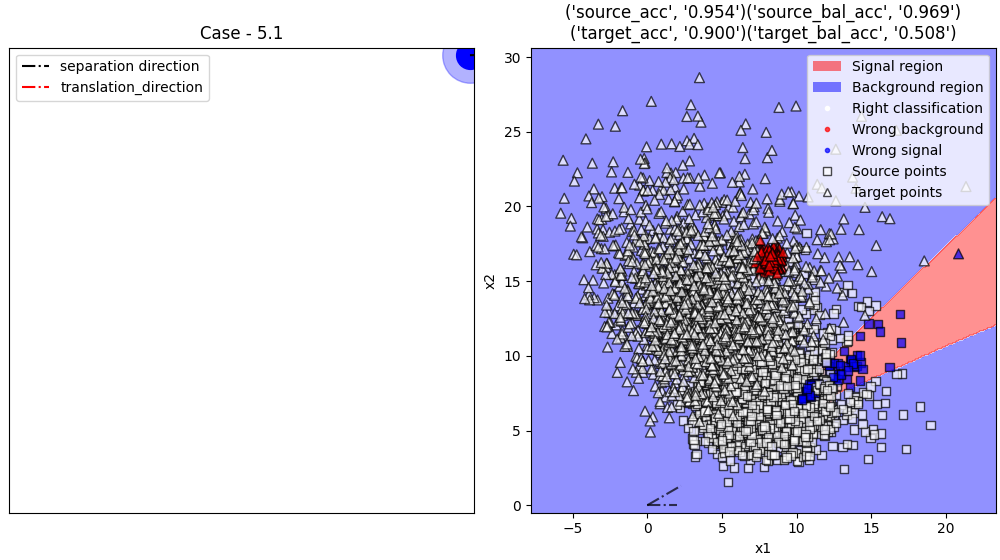 Case - 5.1
separation direction
translation_direction
('source_acc', '0.954')('source_bal_acc', '0.969')
('target_acc', '0.900')('target_bal_acc', '0.508')
Signal region
Background region
Right classification
Wrong background
Wrong signal
Source points
Target points
30
25
20
15
10
5
0
x2
−5
0
5
10
15
20
x1